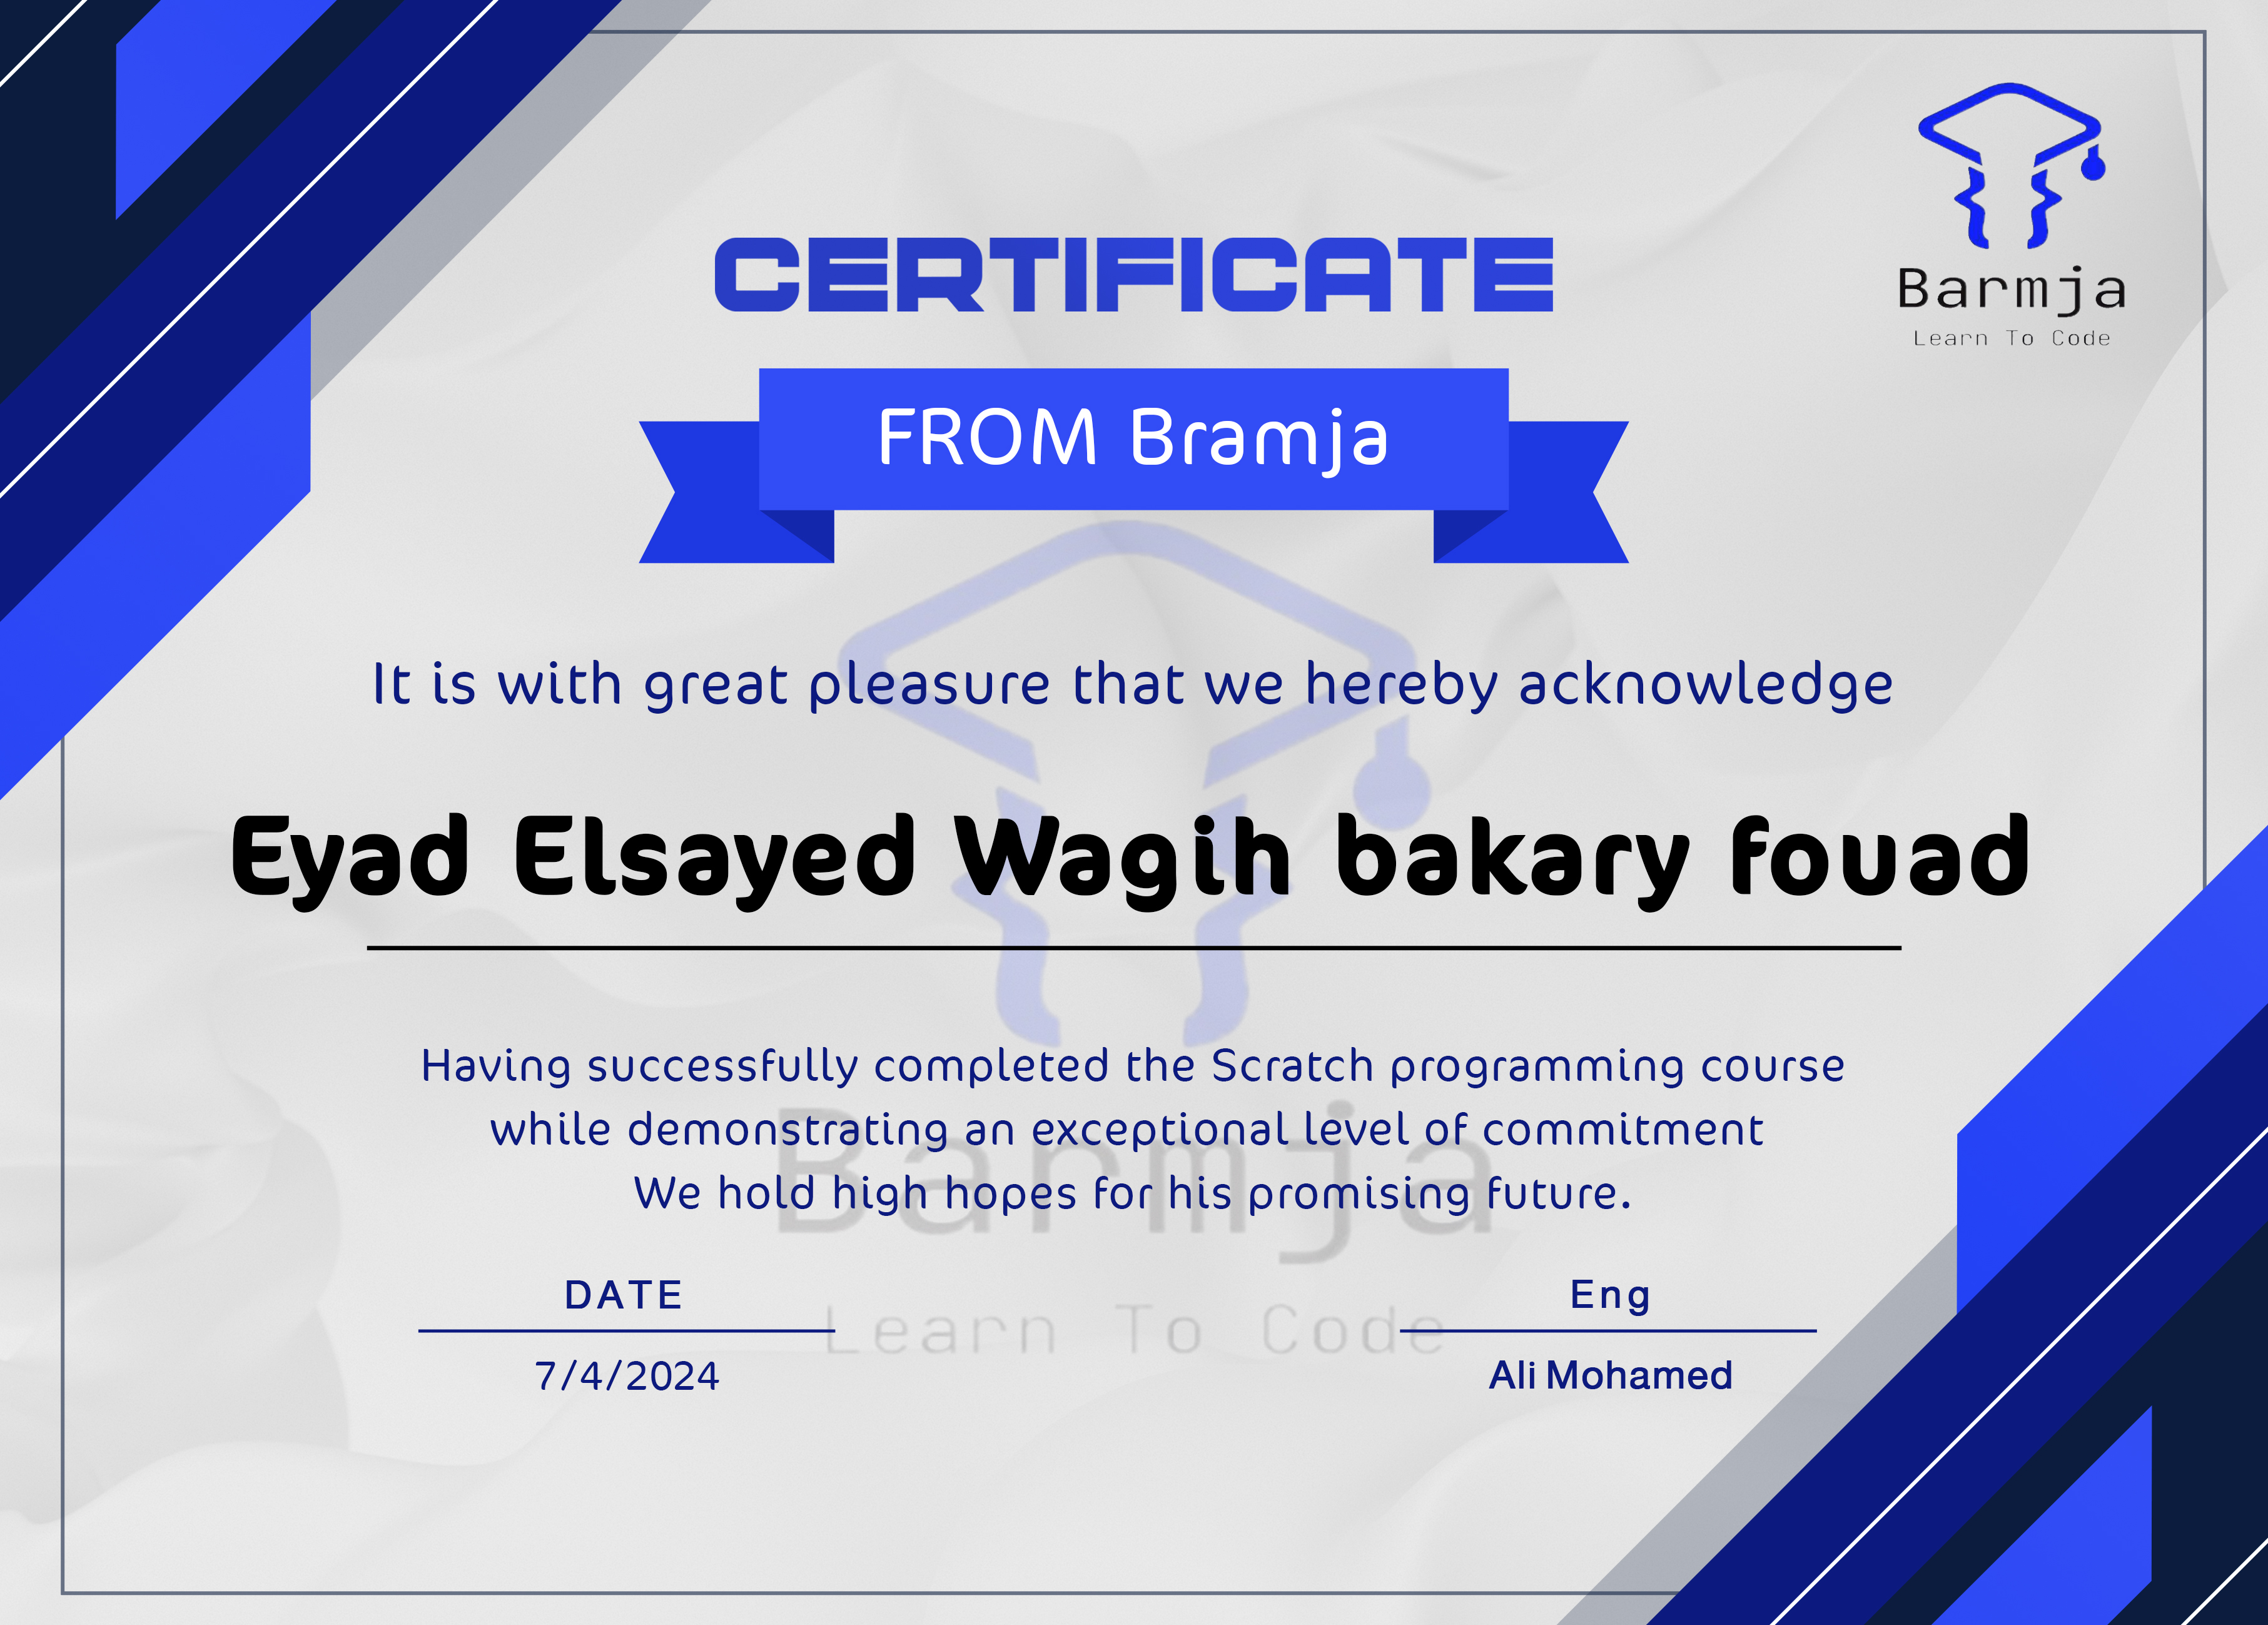 Barmja
Learn To Code
CERTIFICATE
FROM Bramja
It is with great pleasure that we hereby acknowledge
Eyad Elsayed Wagih bakary fouad
Having successfully completed the Scratch programming course
while demonstrating an exceptional level of commitment
We hold high hopes for his promising future.
Barmja
Learn To Code
DATE
7/4/2024
Eng
Ali Mohamed